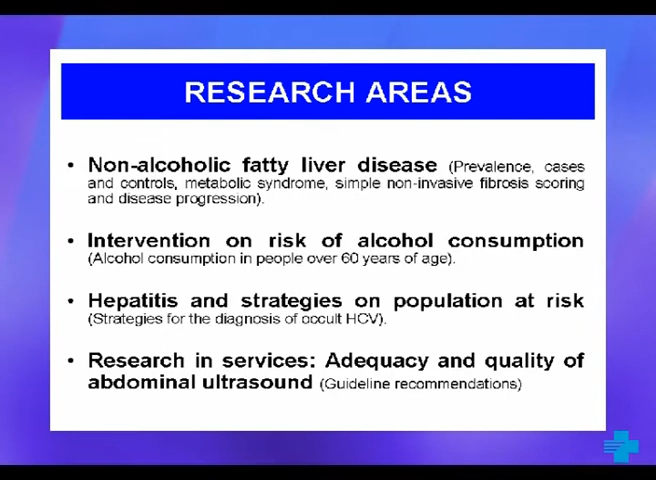 RESEARCH AREAS
• Non-alcoholic fatty liver disease (Prevalence, cases
and controls, metabolic syndrome, simple non-invasive fibrosis scoring
and disease progression).
• Intervention on risk of alcohol consumption
(Alcohol consumption in people over 60 years of age).
• Hepatitis and strategies on population at risk
(Strategies for the diagnosis of occult HCV).
• Research in services: Adequacy and quality of
abdominal ultrasound (Guideline recommendations)